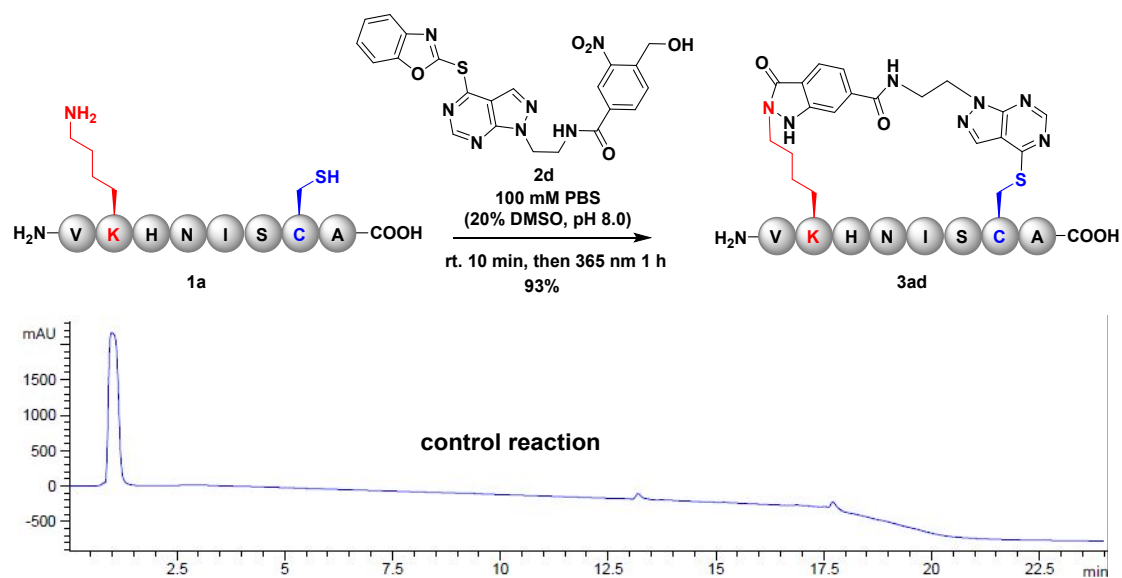 N
O
S
O2N
OH
N
N
N
N
HN
O
2d
100 mM PBS
(20% DMSO, pH 8.0)
rt. 10 min, then 365 nm 1 h
93%
NH2
SH
H2N V K H N I S C A COOH
1a
O
N
NH
H
N
O
N
N
N
N
S
H2N V K H N I S C A COOH
3ad
mAU
1500
1000
500
0
-500
control reaction
2.5 5 7.5 10 12.5 15 17.5 20 22.5 min